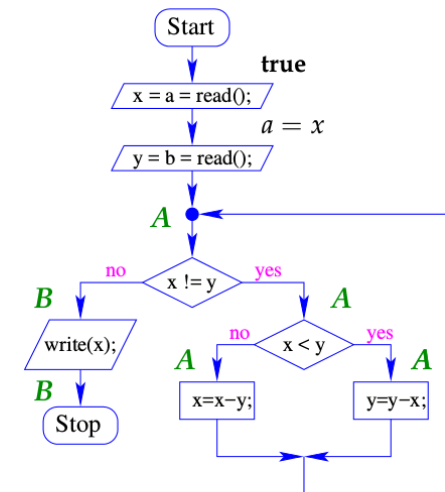 Start
true
x = a = read();
a = x
y = b = read();
A
no
x != y
yes
B
A
write(x);
no
x < y
yes
A
A
B
x=x−y;
y=y−x;
Stop